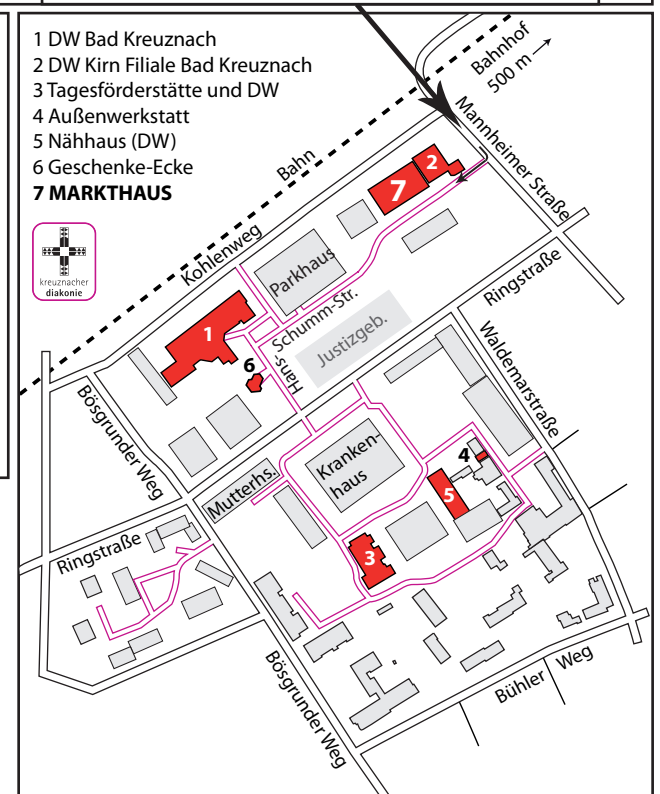 1 DW Bad Kreuznach
2 DW Kirn Filiale Bad Kreuznach
3 Tagesförderstätte und DW
4 Außenwerkstatt
5 Nähhaus (DW)
6 Geschenke-Ecke
7 MARKTHAUS
kreuznacher
diakonie
Bahnhof
500 m →
Mannheimer Straße
Bahn
2
7
Kohlenweg
Parkhaus
Ringstraße
1
Hans-
Schumm-Str.
Justizgeb.
6
Waldemarstraße
Bösgrunder Weg
Kranken-
haus
4
5
Mutterhs.
3
Ringstraße
Bösgrunder Weg
Bühler Weg